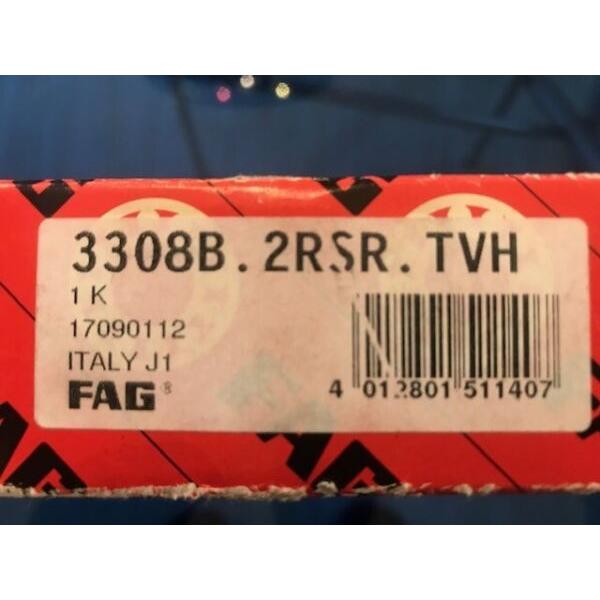 3308B.2RSR.TVH
1 K
17090112
ITALY J1
FAG®
4 012801 511407